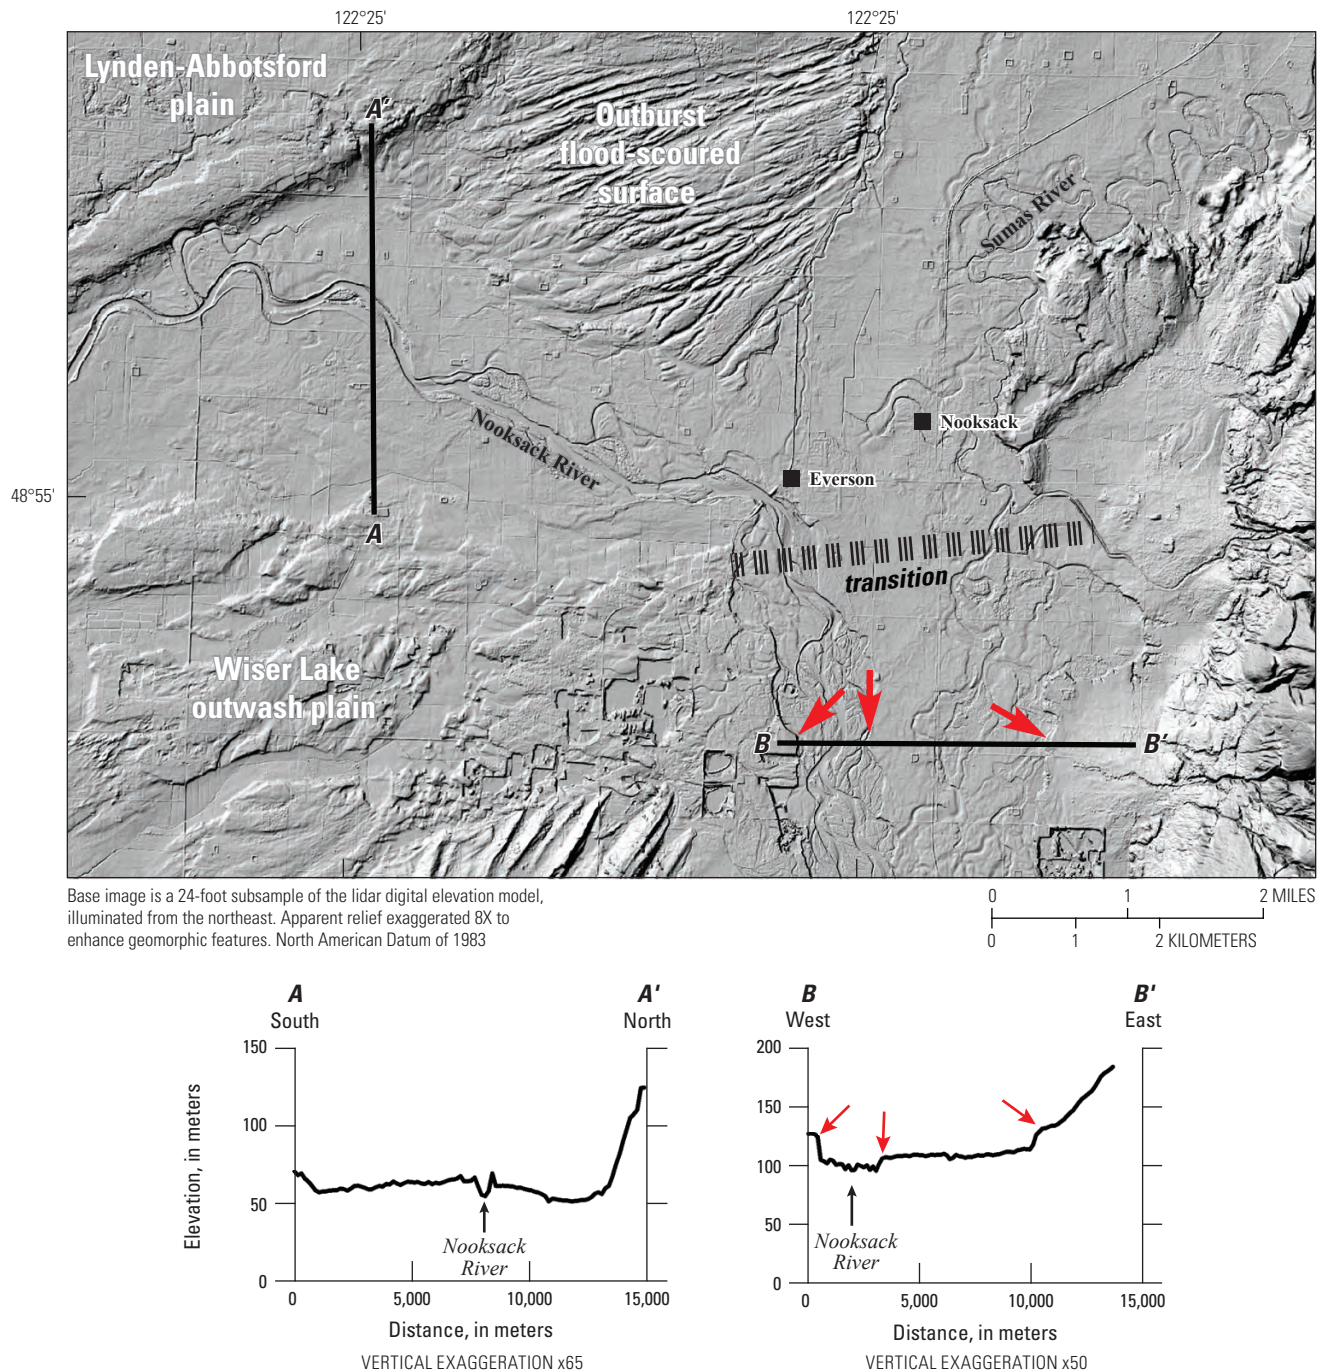 122°25'
122°25'
Lynden-Abbotsford
plain
A'
Outburst
flood-scoured
surface
Sumas River
Nooksack
Nooksack River
Everson
48°55'
A
transition
Wiser Lake
outwash plain
B
B'
Base image is a 24-foot subsample of the lidar digital elevation model,
illuminated from the northeast. Apparent relief exaggerated 8X to
enhance geomorphic features. North American Datum of 1983
0 1 2 MILES
0 1 2 KILOMETERS
A
South
A'
North
150
100
50
0
Elevation, in meters
Nooksack
River
0 5,000 10,000 15,000
Distance, in meters
VERTICAL EXAGGERATION x65
B
West
B'
East
200
150
100
50
0
Nooksack
River
0 5,000 10,000 15,000
Distance, in meters
VERTICAL EXAGGERATION x50